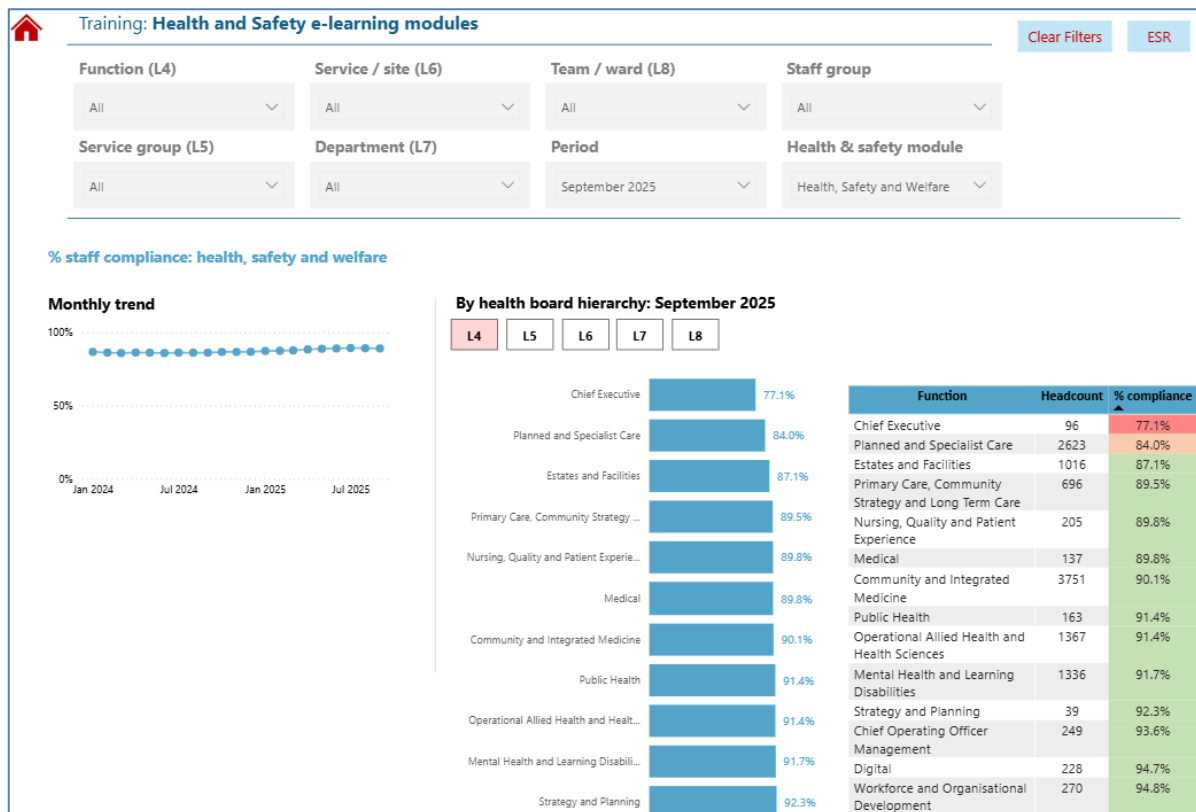 Training: Health and Safety e-learning modules
Clear Filters
ESR
Function (L4)
Service / site (L6)
Team / ward (L8)
Staff group
All
All
All
All
Service group (L5)
Department (L7)
Period
Health & safety module
All
All
September 2025
Health, Safety and Welfare
% staff compliance: health, safety and welfare
Monthly trend
100%
50%
0%
Jan 2024
Jul 2024
Jan 2025
Jul 2025
By health board hierarchy: September 2025
L4
L5
L6
L7
L8
Chief Executive
77.1%
Planned and Specialist Care
84.0%
Estates and Facilities
87.1%
Primary Care, Community Strategy ...
89.5%
Nursing, Quality and Patient Experie...
89.8%
Medical
89.8%
Community and Integrated Medicine
90.1%
Public Health
91.4%
Operational Allied Health and Healt...
91.4%
Mental Health and Learning Disabili...
91.7%
Strategy and Planning
92.3%
Function Headcount % compliance
Chief Executive 96 77.1%
Planned and Specialist Care 2623 84.0%
Estates and Facilities 1016 87.1%
Primary Care, Community 696 89.5%
Strategy and Long Term Care
Nursing, Quality and Patient 205 89.8%
Experience
Medical 137 89.8%
Community and Integrated 3751 90.1%
Medicine
Public Health 163 91.4%
Operational Allied Health and 1367 91.4%
Health Sciences
Mental Health and Learning 1336 91.7%
Disabilities
Strategy and Planning 39 92.3%
Chief Operating Officer 249 93.6%
Management
Digital 228 94.7%
Workforce and Organisational 270 94.8%
Development